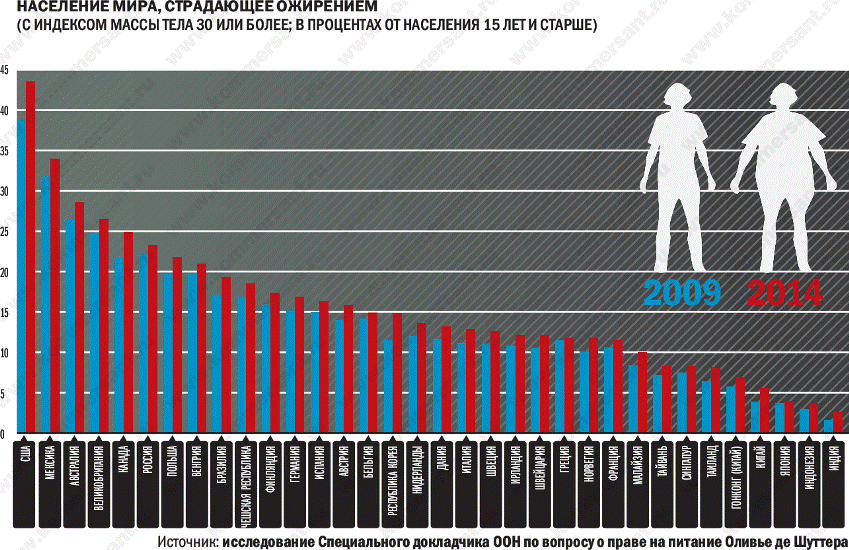 НАСЕЛЕНИЕ МИРА, СТРАДАЮЩЕЕ ОЖИРЕНИЕМ
(С ИНДЕКСОМ МАССЫ ТЕЛА 30 ИЛИ БОЛЕЕ; В ПРОЦЕНТАХ ОТ НАСЕЛЕНИЯ 15 ЛЕТ И СТАРШЕ)
45
40
35
30
25
20
15
10
5
0
2009 2014
США
МЕКСИКА
АВСТРАЛИЯ
ВЕЛИКОБРИТАНИЯ
КАНАДА
РОССИЯ
ПОЛЬША
ВЕНГРИЯ
БРАЗИЛИЯ
ЧЕШСКАЯ РЕСПУБЛИКА
ФИНЛЯНДИЯ
ГЕРМАНИЯ
ИСПАНИЯ
АВСТРИЯ
БЕЛЬГИЯ
РЕСПУБЛИКА КОРЕЯ
НИДЕРЛАНДЫ
ДАНИЯ
ИТАЛИЯ
ШВЕЦИЯ
ИРЛАНДИЯ
ШВЕЙЦАРИЯ
ГРЕЦИЯ
НОРВЕГИЯ
ФРАНЦИЯ
МАЛАЙЗИЯ
ТАЙВАНЬ
СИНГАПУР
ТАИЛАНД
ГОНКОНГ (КИТАЙ)
КИТАЙ
ЯПОНИЯ
ИНДОНЕЗИЯ
ИНДИЯ
Источник: исследование Специального докладчика ООН по вопросу о праве на питание Оливье де Шуттера
www.kommersant.ru